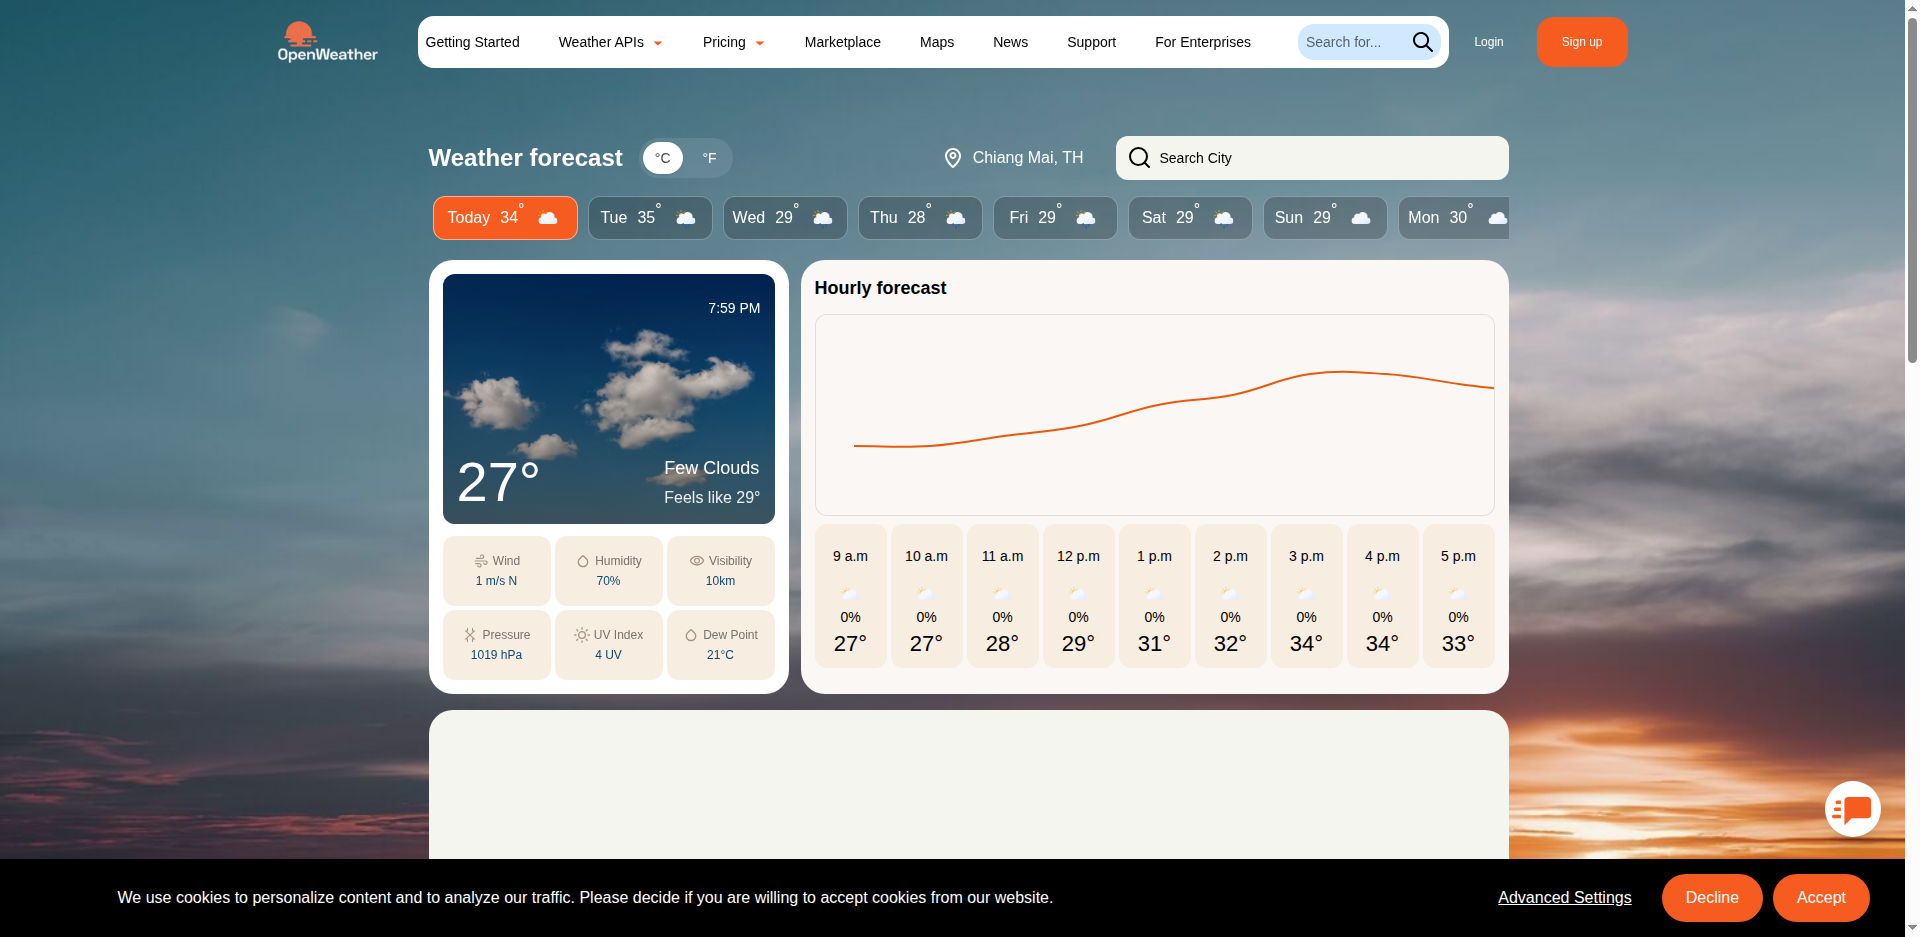 OpenWeather
Getting Started Weather APIs Pricing Marketplace Maps News Support For Enterprises Search for... Login Sign up
Weather forecast °C °F Chiang Mai, TH Search City
Today 34° Tue 35° Wed 29° Thu 28° Fri 29° Sat 29° Sun 29° Mon 30°
7:59 PM
27° Few Clouds
Feels like 29°
Wind Humidity Visibility
1 m/s N 70% 10km
Pressure UV Index Dew Point
1019 hPa 4 UV 21°C
Hourly forecast
9 a.m 10 a.m 11 a.m 12 p.m 1 p.m 2 p.m 3 p.m 4 p.m 5 p.m
0% 0% 0% 0% 0% 0% 0% 0% 0%
27° 27° 28° 29° 31° 32° 34° 34° 33°
We use cookies to personalize content and to analyze our traffic. Please decide if you are willing to accept cookies from our website. Advanced Settings Decline Accept